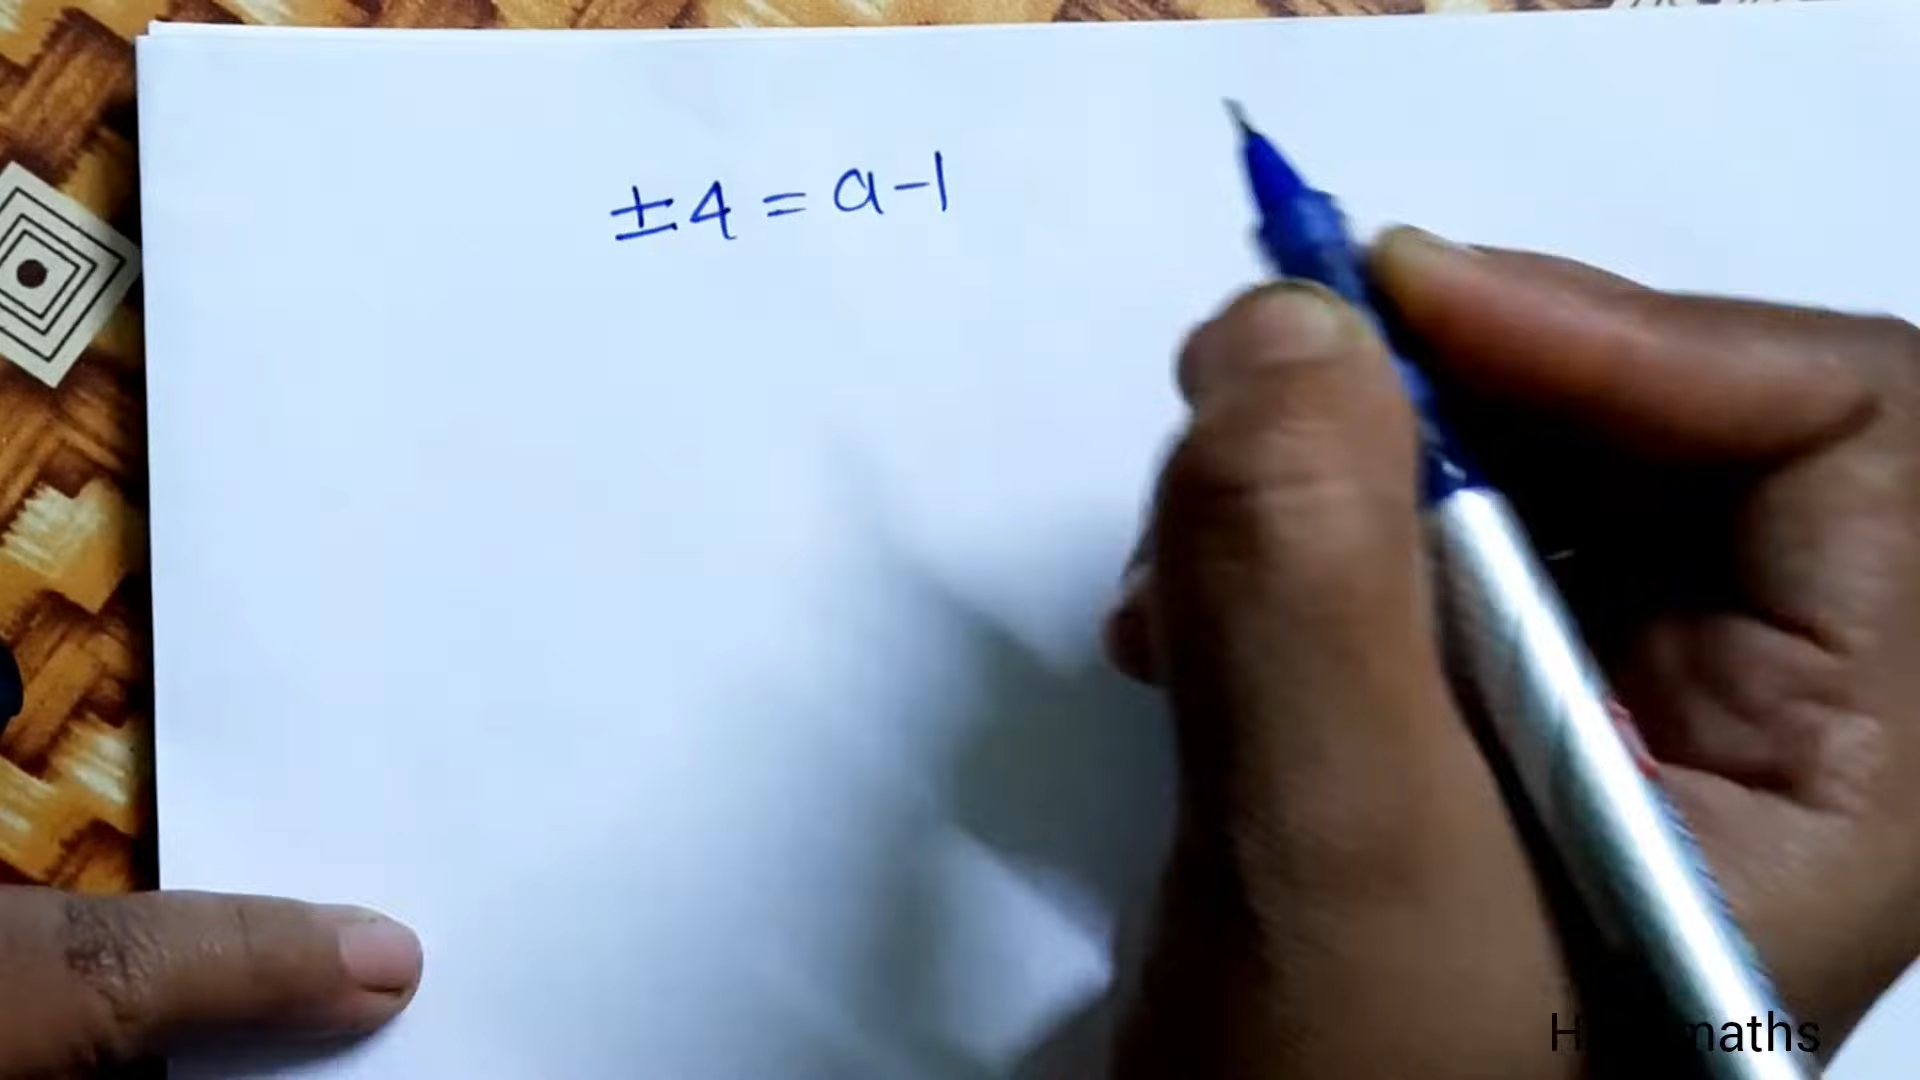 ±4 = a-1
maths